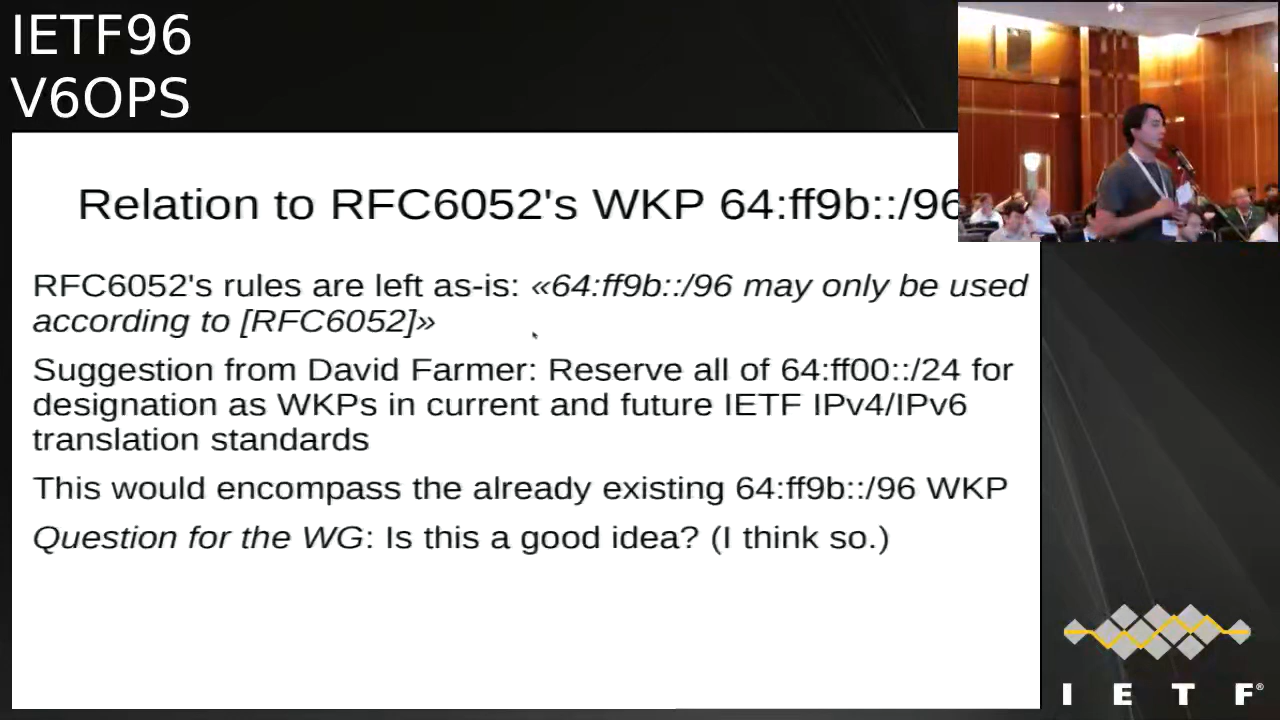 IETF96
V6OPS
Relation to RFC6052's WKP 64:ff9b::/96
RFC6052's rules are left as-is: «64:ff9b::/96 may only be used
according to [RFC6052]»
Suggestion from David Farmer: Reserve all of 64:ff00::/24 for
designation as WKPs in current and future IETF IPv4/IPv6
translation standards
This would encompass the already existing 64:ff9b::/96 WKP
Question for the WG: Is this a good idea? (I think so.)
I E T F®